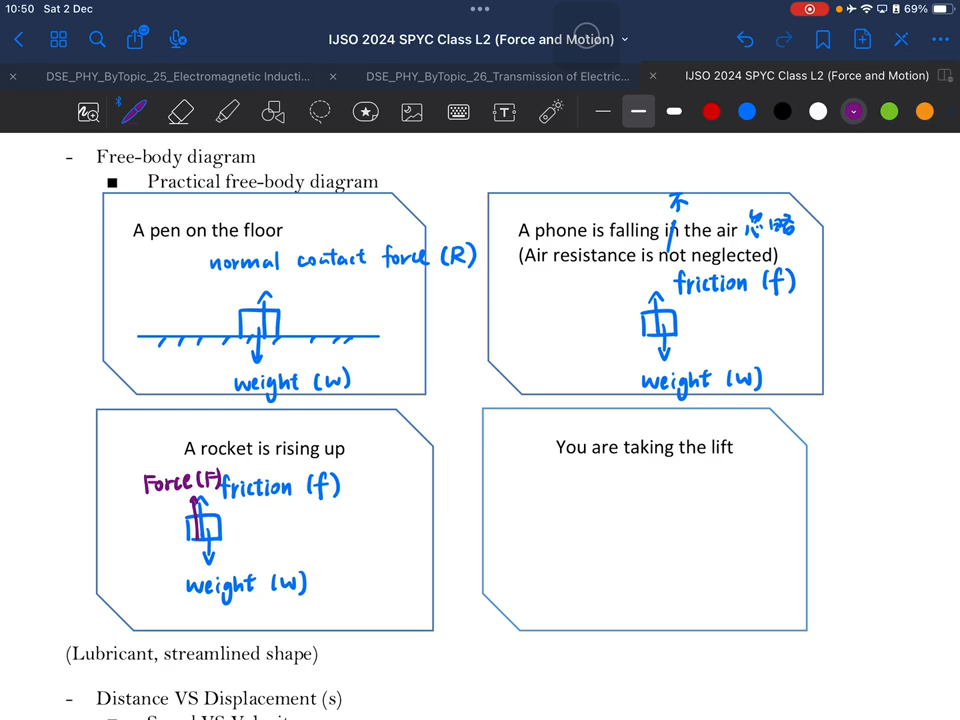 10:50 Sat 2 Dec
69%
IJSO 2024 SPYC Class L2 (Force and Motion)
DSE_PHY_ByTopic_25_Electromagnetic Inducti...
DSE_PHY_ByTopic_26_Transmission of Electric...
IJSO 2024 SPYC Class L2 (Force and Motion)
- Free-body diagram
■ Practical free-body diagram
A pen on the floor
normal contact force (R)
weight (W)
不
A phone is falling in the air 忽略
(Air resistance is not neglected)
friction (f)
weight (W)
A rocket is rising up
Force (F) friction (f)
weight (W)
You are taking the lift
(Lubricant, streamlined shape)
- Distance VS Displacement (s)
Speed VS Velocity